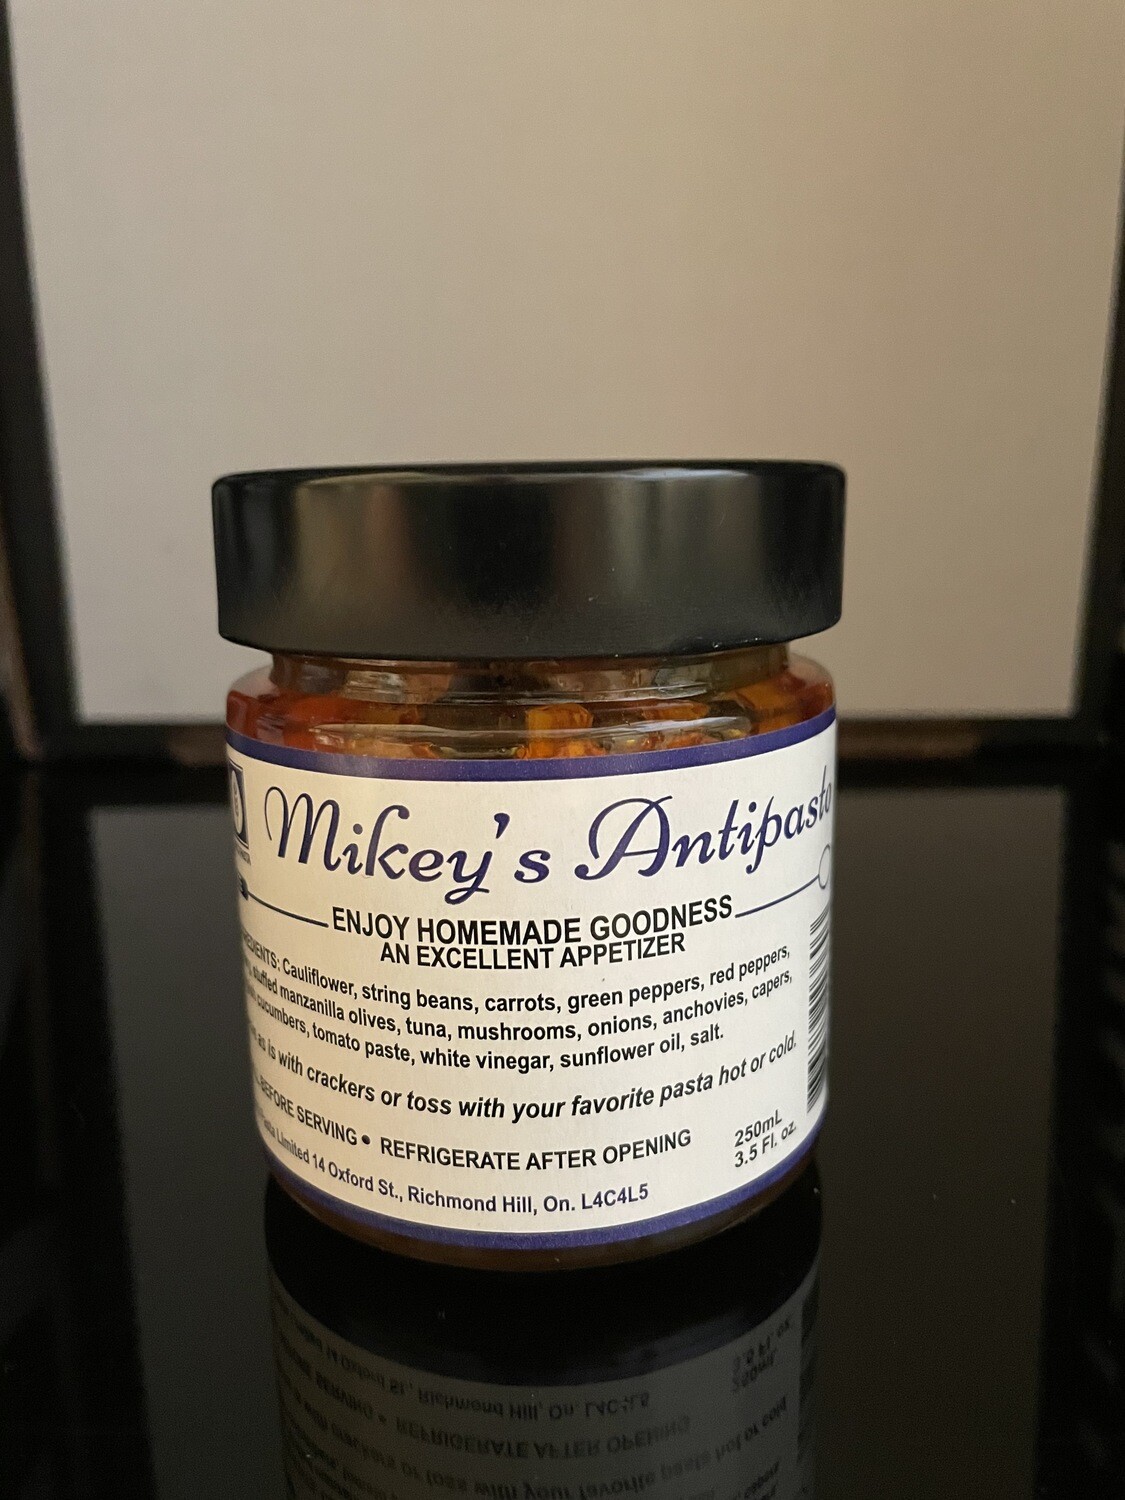 Mikey's Antipasto
ENJOY HOMEMADE GOODNESS
AN EXCELLENT APPETIZER
Cauliflower, string beans, carrots, green peppers, red peppers,
stuffed manzanilla olives, tuna, mushrooms, onions, anchovies, capers,
cucumbers, tomato paste, white vinegar, sunflower oil, salt.
as is with crackers or toss with your favorite pasta hot or cold.
BEFORE SERVING • REFRIGERATE AFTER OPENING
250mL
3.5 Fl. oz.
Limited 14 Oxford St., Richmond Hill, On. L4C4L5